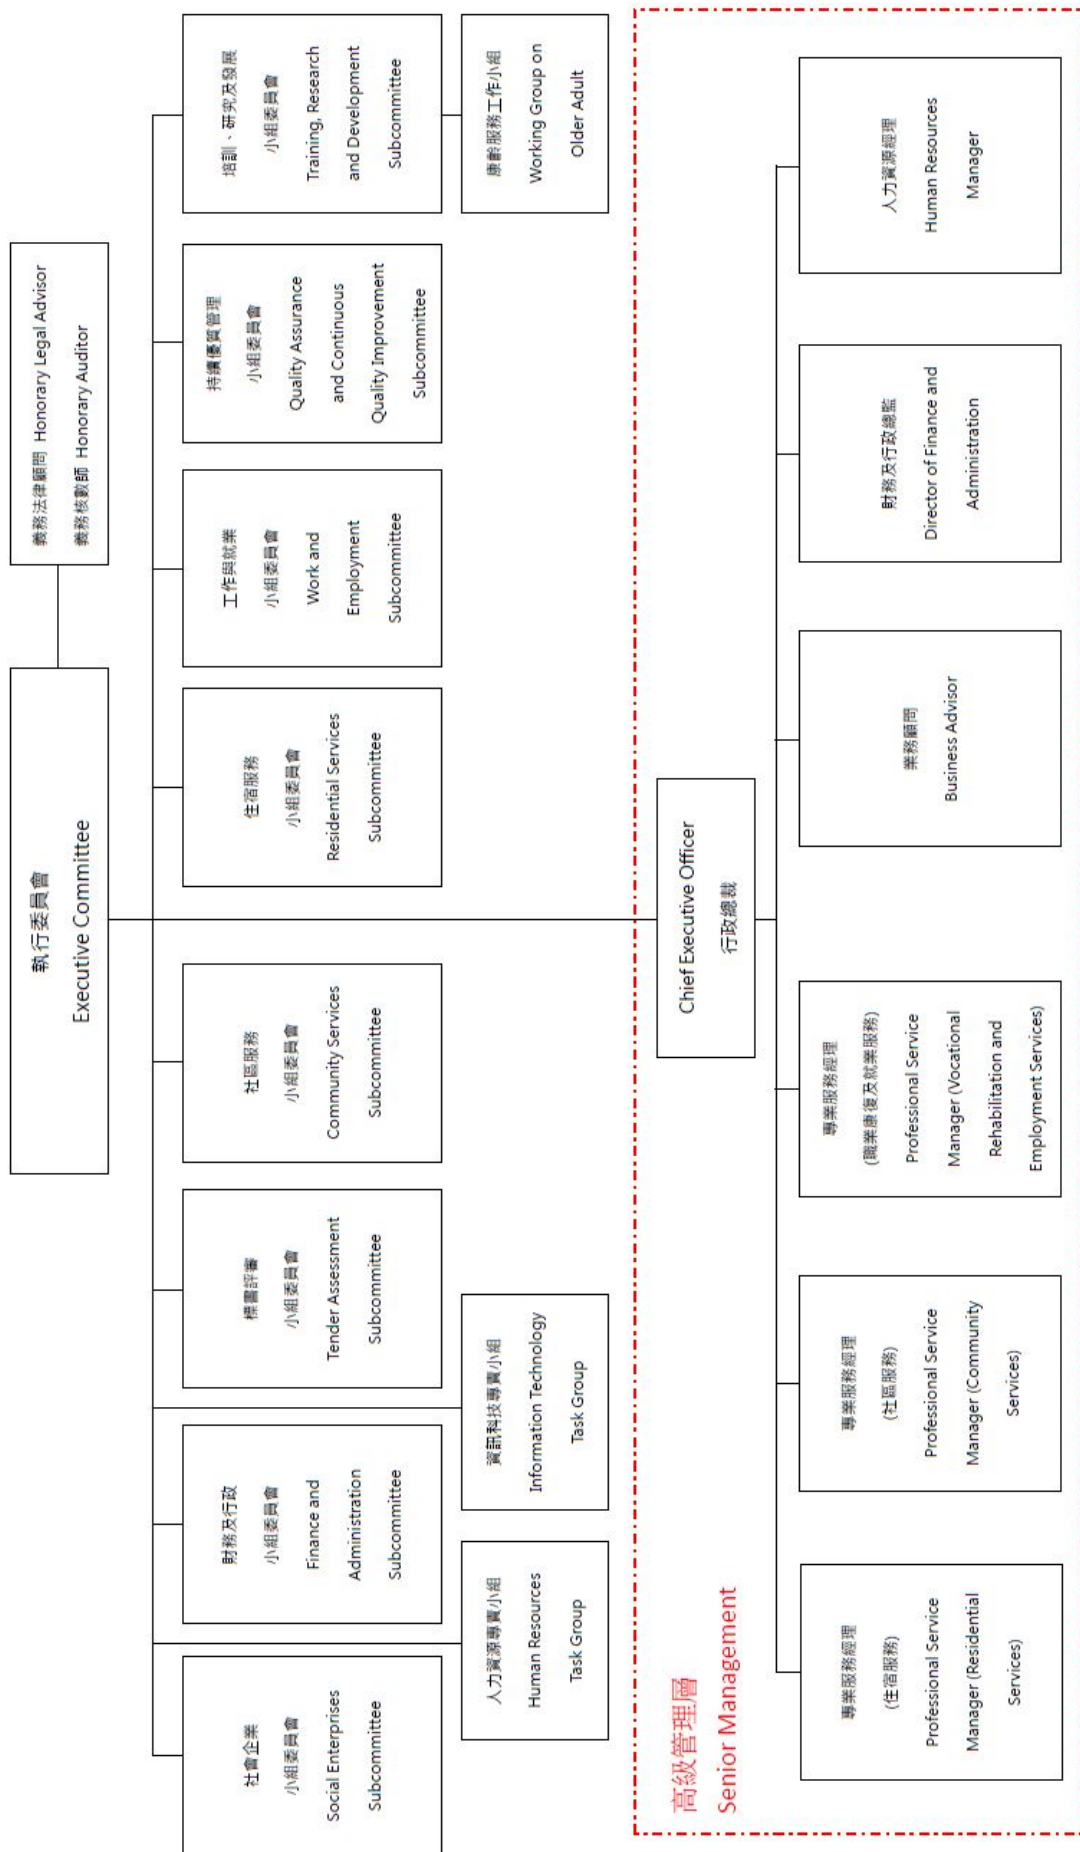 執行委員會
Executive Committee
義務法律顧問 Honorary Legal Advisor
義務核數師 Honorary Auditor
社會企業
小組委員會
Social Enterprises
Subcommittee
財務及行政
小組委員會
Finance and
Administration
Subcommittee
標書評審
小組委員會
Tender Assessment
Subcommittee
社區服務
小組委員會
Community Services
Subcommittee
住宿服務
小組委員會
Residential Services
Subcommittee
工作與就業
小組委員會
Work and
Employment
Subcommittee
持續優質管理
小組委員會
Quality Assurance
and Continuous
Quality Improvement
Subcommittee
培訓、研究及發展
小組委員會
Training, Research
and Development
Subcommittee
人力資源專責小組
Human Resources
Task Group
資訊科技專責小組
Information Technology
Task Group
康齡服務工作小組
Working Group on
Older Adult
高級管理層
Senior Management
Chief Executive Officer
行政總裁
專業服務經理
(住宿服務)
Professional Service
Manager (Residential
Services)
專業服務經理
(社區服務)
Professional Service
Manager (Community
Services)
專業服務經理
(職業康復及就業服務)
Professional Service
Manager (Vocational
Rehabilitation and
Employment Services)
業務顧問
Business Advisor
財務及行政總監
Director of Finance and
Administration
人力資源經理
Human Resources
Manager